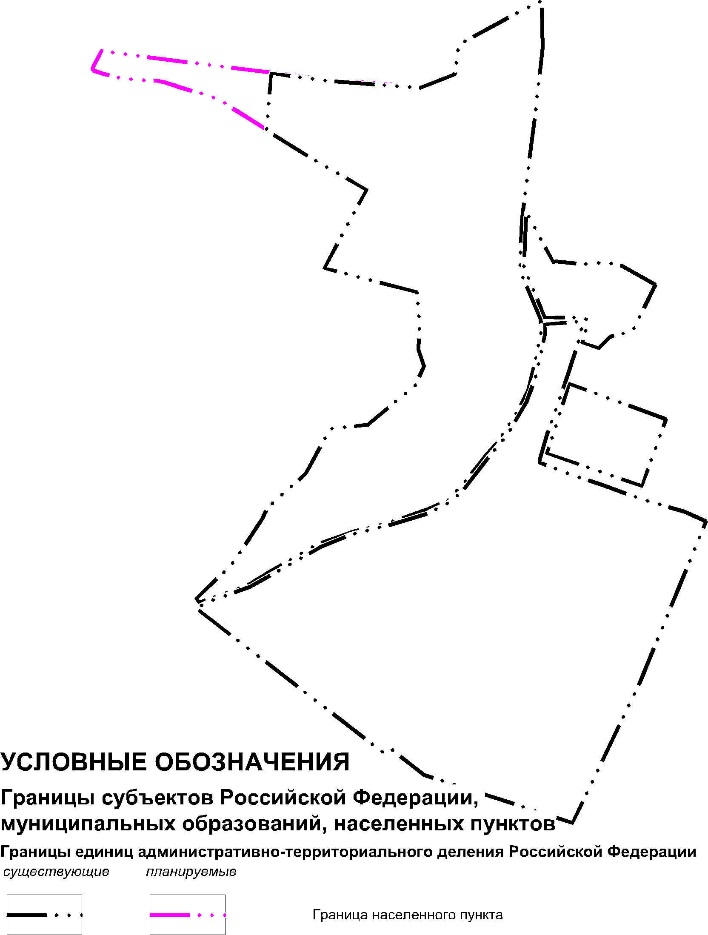 УСЛОВНЫЕ ОБОЗНАЧЕНИЯ
Границы субъектов Российской Федерации,
муниципальных образований, населенных пунктов
Границы единиц административно-территориального деления Российской Федерации
существующие планируемые
Граница населенного пункта